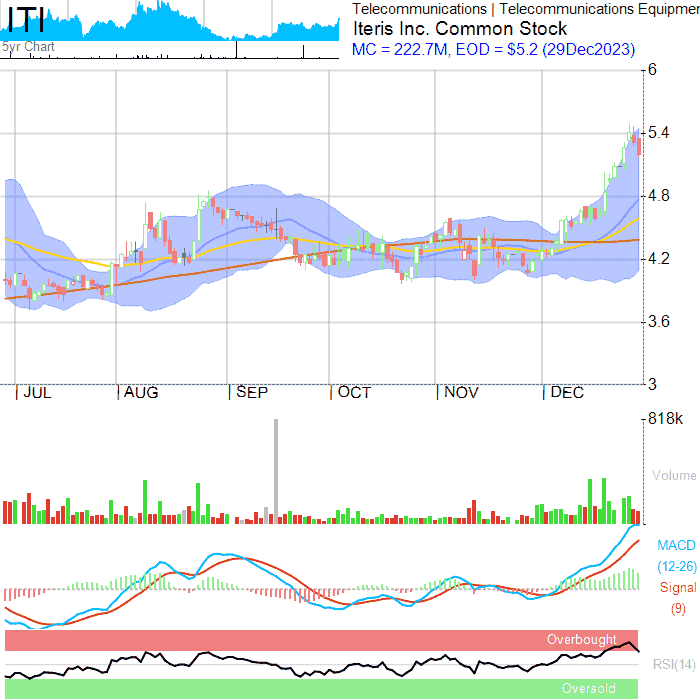 ITI
5yr Chart
Telecommunications | Telecommunications Equipmen
Iteris Inc. Common Stock
MC = 222.7M, EOD = $5.2 (29Dec2023)
6
5.4
4.8
4.2
3.6
3
JUL AUG SEP OCT NOV DEC
818k
Volume
MACD
(12-26)
Signal
(9)
Overbought
RSI(14)
Oversold